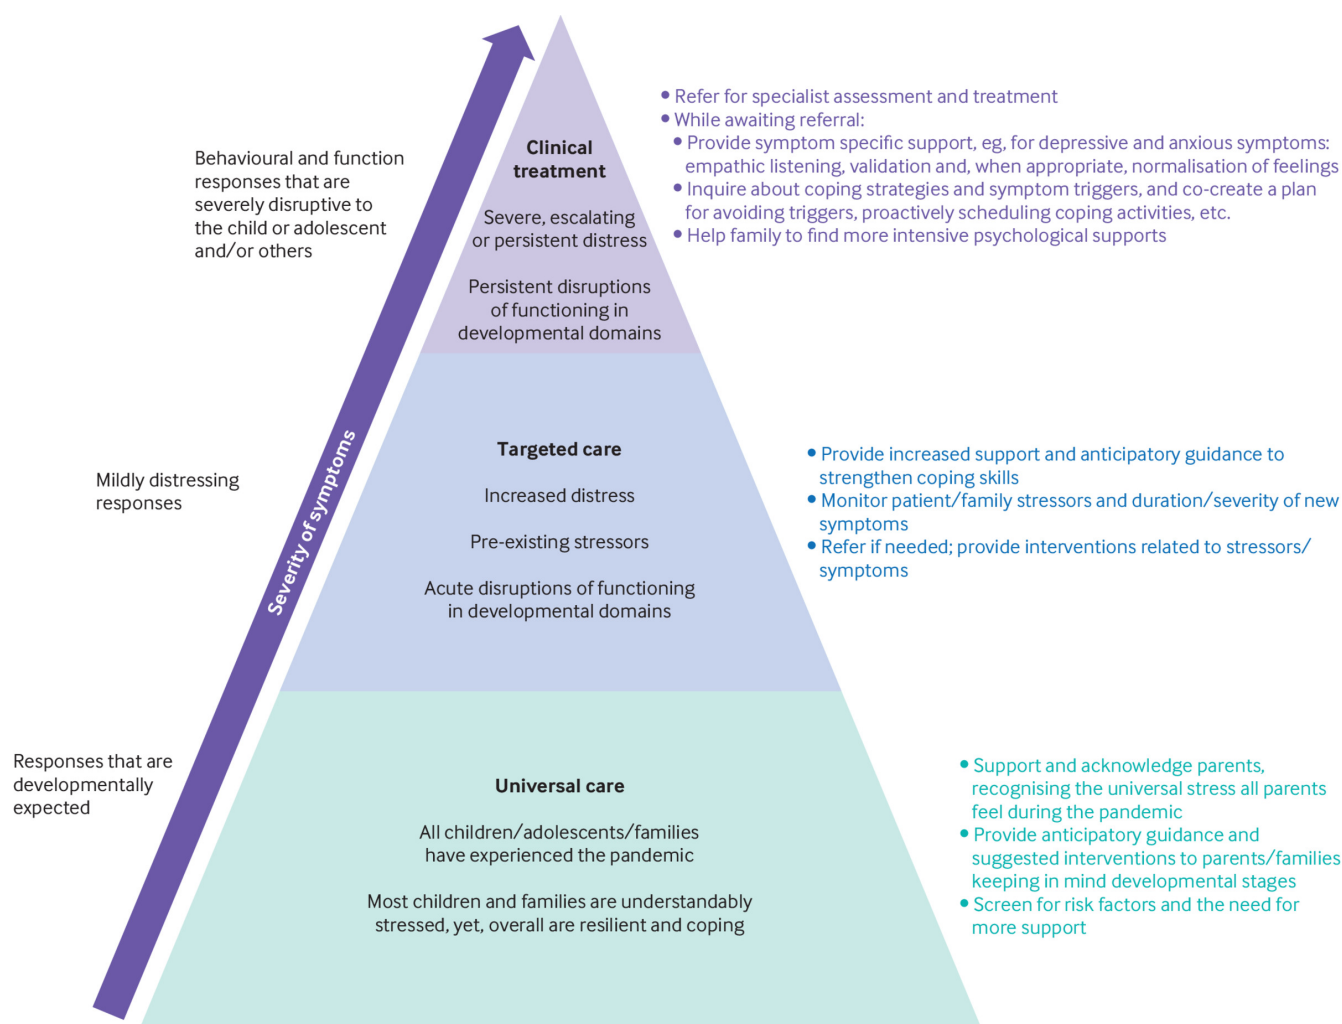 Behavioural and function
responses that are
severely disruptive to
the child or adolescent
and/or others
Clinical
treatment
Severe, escalating
or persistent distress
Persistent disruptions
of functioning in
developmental domains
• Refer for specialist assessment and treatment
• While awaiting referral:
• Provide symptom specific support, eg, for depressive and anxious symptoms:
empathic listening, validation and, when appropriate, normalisation of feelings
• Inquire about coping strategies and symptom triggers, and co-create a plan
for avoiding triggers, proactively scheduling coping activities, etc.
• Help family to find more intensive psychological supports
Severity of symptoms
Mildly distressing
responses
Targeted care
Increased distress
Pre-existing stressors
Acute disruptions of functioning
in developmental domains
• Provide increased support and anticipatory guidance to
strengthen coping skills
• Monitor patient/family stressors and duration/severity of new
symptoms
• Refer if needed; provide interventions related to stressors/
symptoms
Responses that are
developmentally
expected
Universal care
All children/adolescents/families
have experienced the pandemic
Most children and families are understandably
stressed, yet, overall are resilient and coping
• Support and acknowledge parents,
recognising the universal stress all parents
feel during the pandemic
• Provide anticipatory guidance and
suggested interventions to parents/families
keeping in mind developmental stages
• Screen for risk factors and the need for
more support